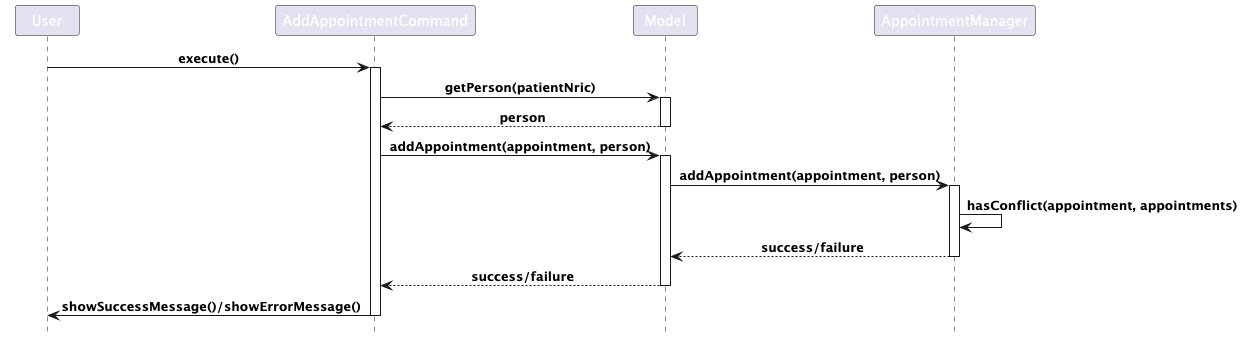 User
AddAppointmentCommand
Model
AppointmentManager
execute()
getPerson(patientNric)
person
addAppointment(appointment, person)
addAppointment(appointment, person)
hasConflict(appointment, appointments)
success/failure
success/failure
showSuccessMessage()/showErrorMessage()